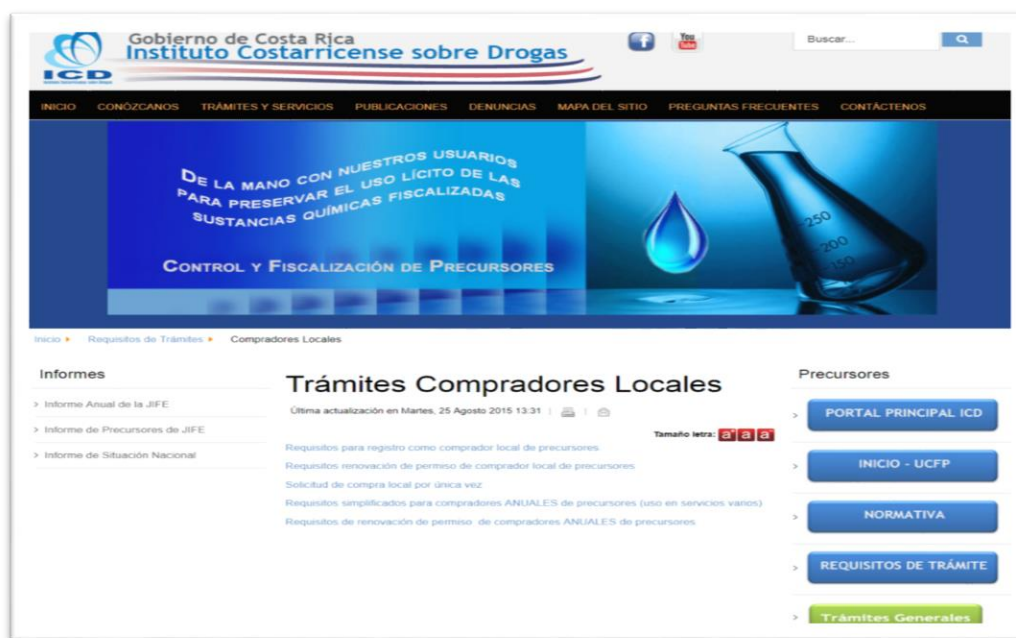 Gobierno de Costa Rica
Instituto Costarricense sobre Drogas
ICD
f
You
Tube
Buscar...
INICIO CONÓZCANOS TRÁMITES Y SERVICIOS PUBLICACIONES DENUNCIAS MAPA DEL SITIO PREGUNTAS FRECUENTES CONTÁCTENOS
DE LA MANO CON NUESTROS USUARIOS
PARA PRESERVAR EL USO LÍCITO DE LAS
SUSTANCIAS QUÍMICAS FISCALIZADAS
CONTROL Y FISCALIZACIÓN DE PRECURSORES
250
200
150
Inicio Requisitos de Trámites Compradores Locales
Informes
> Informe Anual de la JIFE
> Informe de Precursores de JIFE
> Informe de Situación Nacional
Trámites Compradores Locales
Última actualización en Martes, 25 Agosto 2015 13:31
Tamaño letra: a a a
Requisitos para registro como comprador local de precursores
Requisitos renovación de permiso de comprador local de precursores
Solicitud de compra local por única vez
Requisitos simplificados para compradores ANUALES de precursores (uso en servicios varios)
Requisitos de renovación de permiso de compradores ANUALES de precursores
Precursores
> PORTAL PRINCIPAL ICD
> INICIO - UCFP
> NORMATIVA
> REQUISITOS DE TRÁMITE
> Trámites Generales